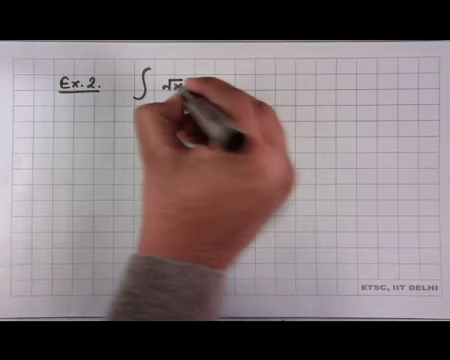 Ex. 2. ∫ √x
ETSC, IIT DELHI